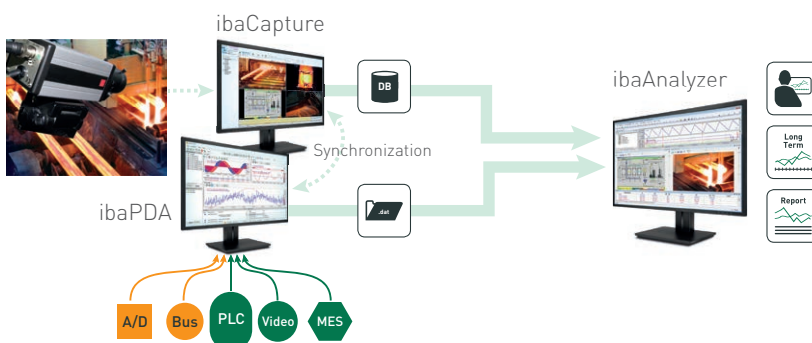 ibaCapture
DB
ibaAnalyzer
Synchronization
Long
Term
ibaPDA
.dat
Report
A/D
Bus
PLC
Video
MES